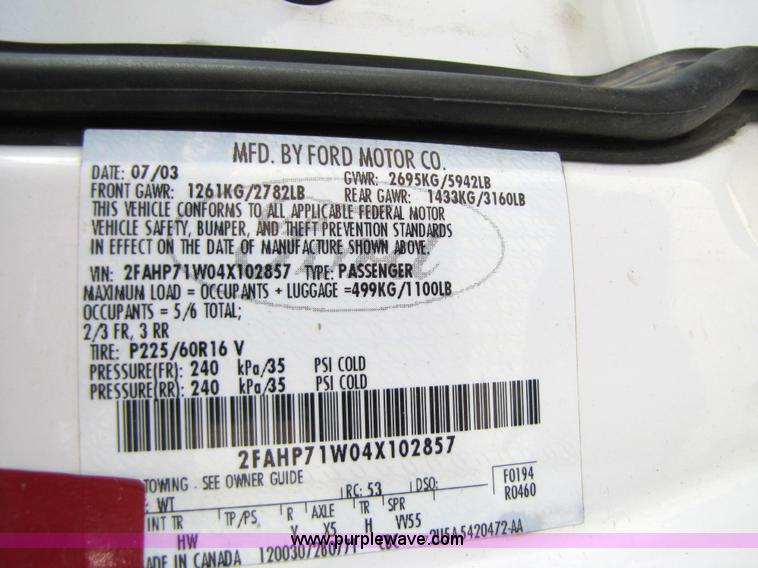 MFD. BY FORD MOTOR CO.
DATE: 07/03 GVWR: 2695KG/5942LB
FRONT GAWR: 1261KG/2782LB REAR GAWR: 1433KG/3160LB
THIS VEHICLE CONFORMS TO ALL APPLICABLE FEDERAL MOTOR
VEHICLE SAFETY, BUMPER, AND THEFT PREVENTION STANDARDS
IN EFFECT ON THE DATE OF MANUFACTURE SHOWN ABOVE.
VIN: 2FAHP71W04X102857 TYPE: PASSENGER
MAXIMUM LOAD = OCCUPANTS + LUGGAGE =499KG/1100LB
OCCUPANTS = 5/6 TOTAL;
2/3 FR, 3 RR
TIRE: P225/60R16 V
PRESSURE(FR): 240 kPa/35 PSI COLD
PRESSURE(RR): 240 kPa/35 PSI COLD
2FAHP71W04X102857
TOWING - SEE OWNER GUIDE
WT RC: 53 DSO: F0194
R0460
INT TR TP/PS R AXLE TR SPR
HW Y X5 H VV55
ADE IN CANADA
www.purplewave.com